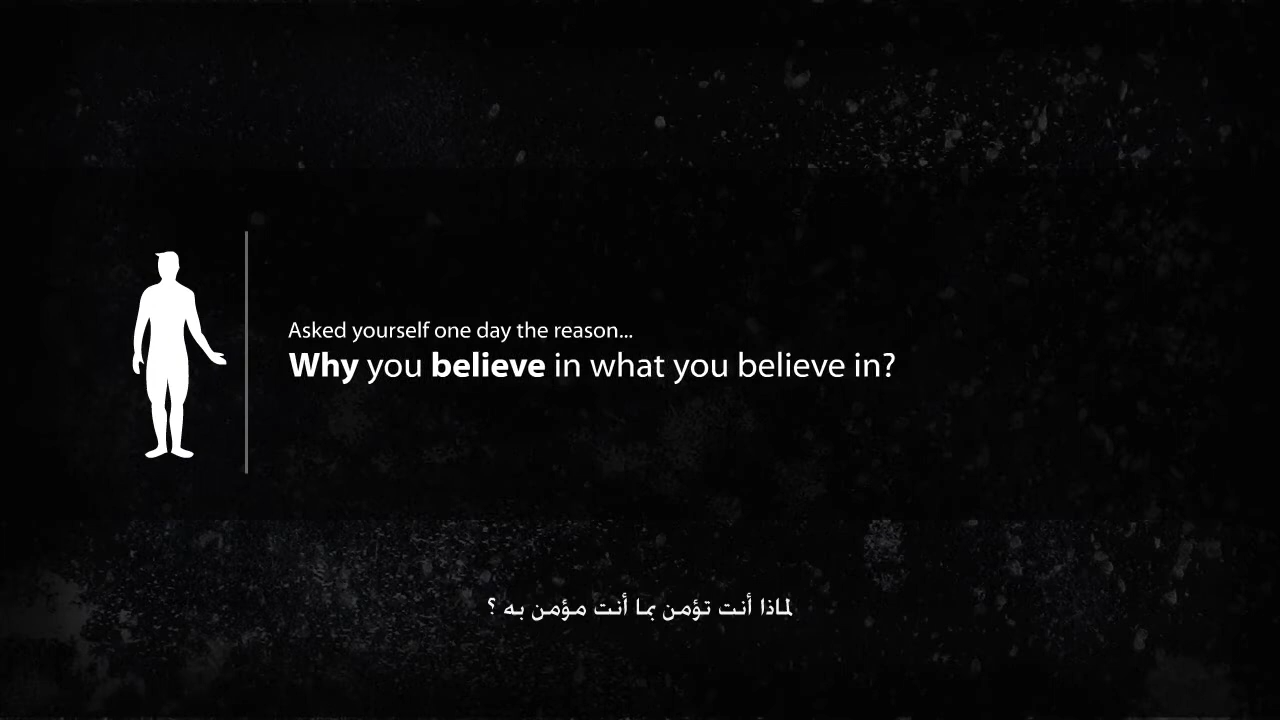 Asked yourself one day the reason...
Why you believe in what you believe in?
لماذا أنت تؤمن بما أنت مؤمن به ؟